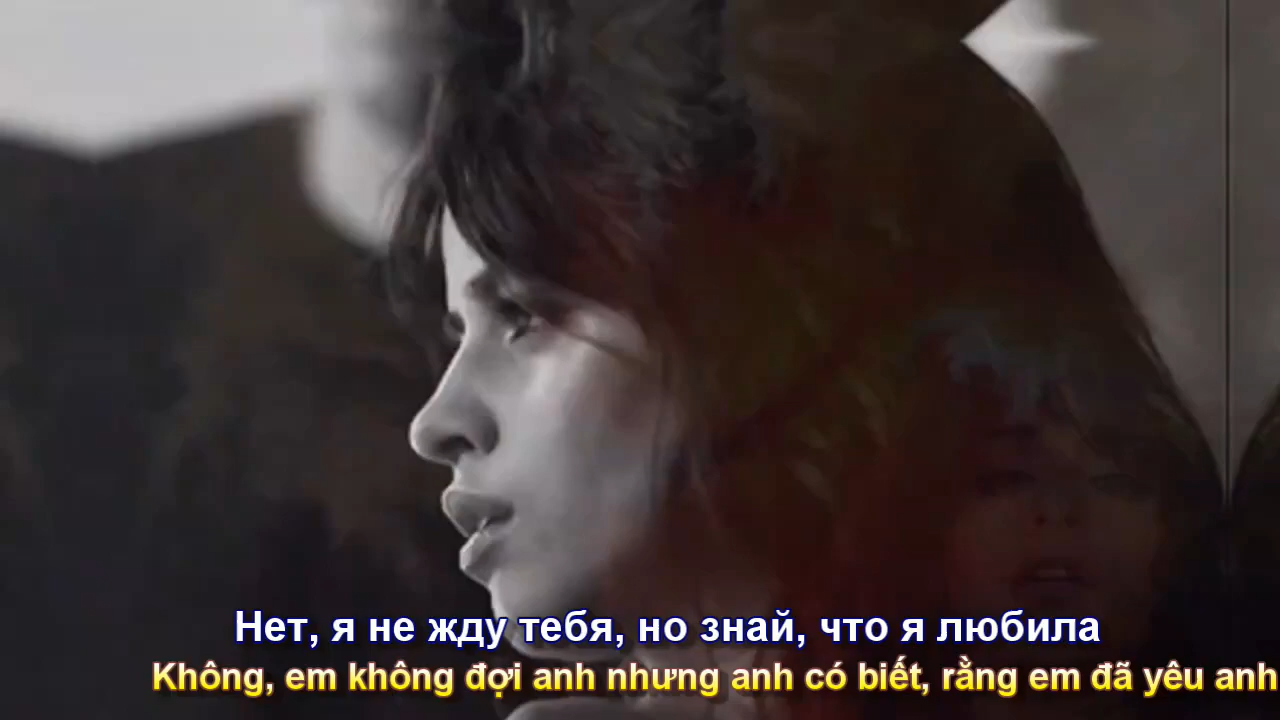 Нет, я не жду тебя, но знай, что я любила
Không, em không đợi anh nhưng anh có biết, rằng em đã yêu anh